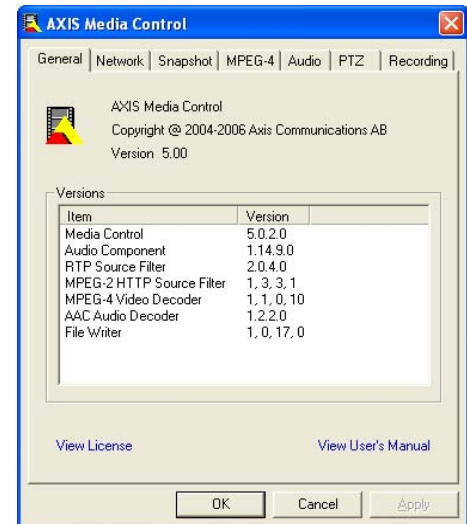 AXIS Media Control
General Network Snapshot MPEG-4 Audio PTZ Recording
AXIS Media Control
Copyright @ 2004-2006 Axis Communications AB
Version 5.00
Versions
Item Version
Media Control 5.0.2.0
Audio Component 1.14.9.0
RTP Source Filter 2.0.4.0
MPEG-2 HTTP Source Filter 1, 3, 3, 1
MPEG-4 Video Decoder 1, 1, 0, 10
AAC Audio Decoder 1.2.2.0
File Writer 1, 0, 17, 0
View License View User's Manual
OK Cancel Apply